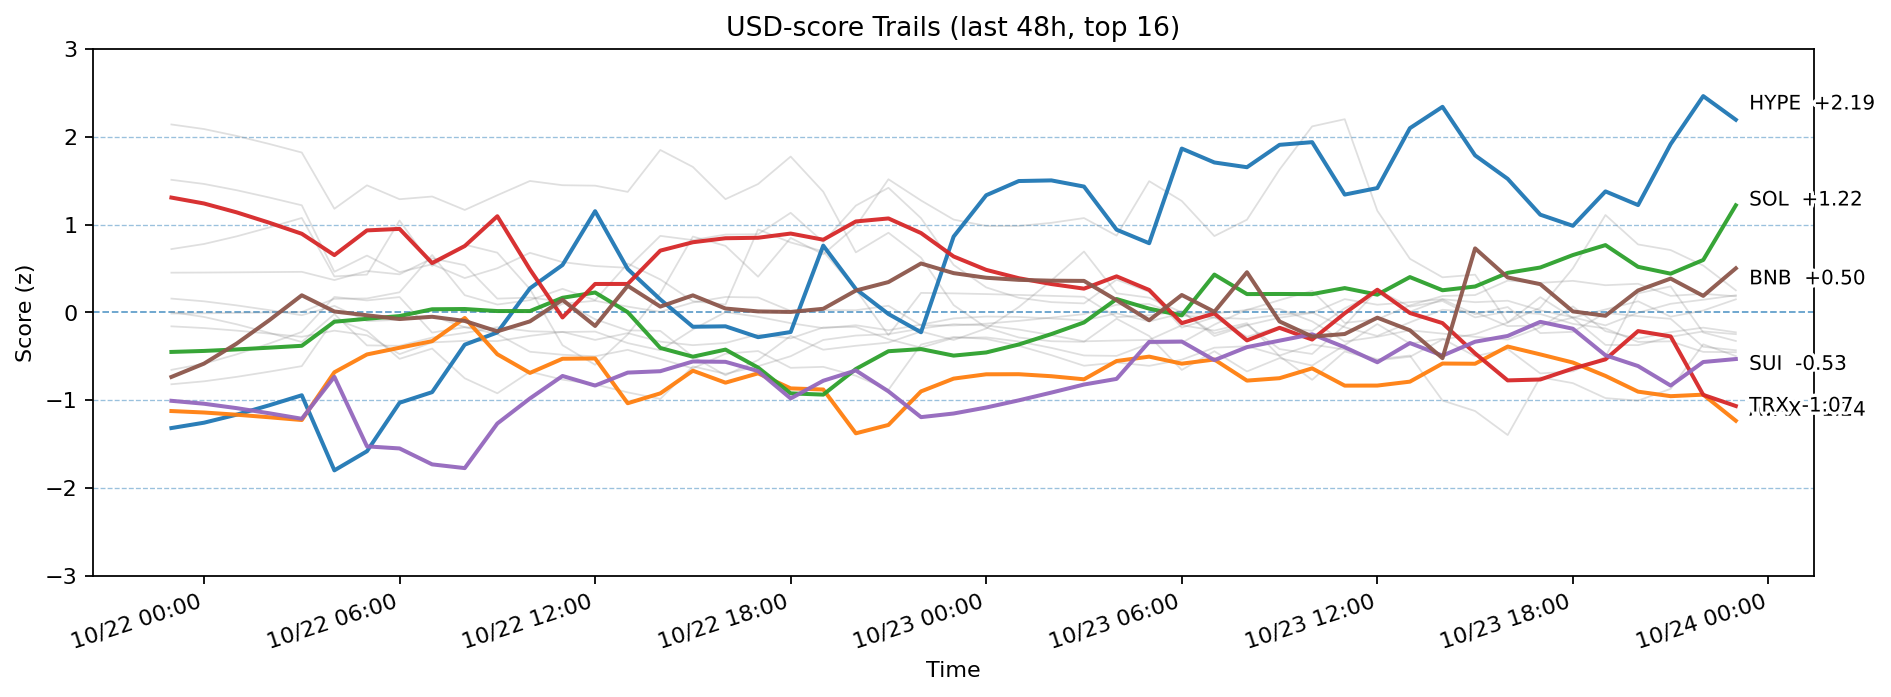 USD-score Trails (last 48h, top 16)
Score (z)
3
2
1
0
−1
−2
−3
HYPE +2.19
SOL +1.22
BNB +0.50
SUI -0.53
TRX -1.07
10/22 00:00
10/22 06:00
10/22 12:00
10/22 18:00
10/23 00:00
10/23 06:00
10/23 12:00
10/23 18:00
10/24 00:00
Time